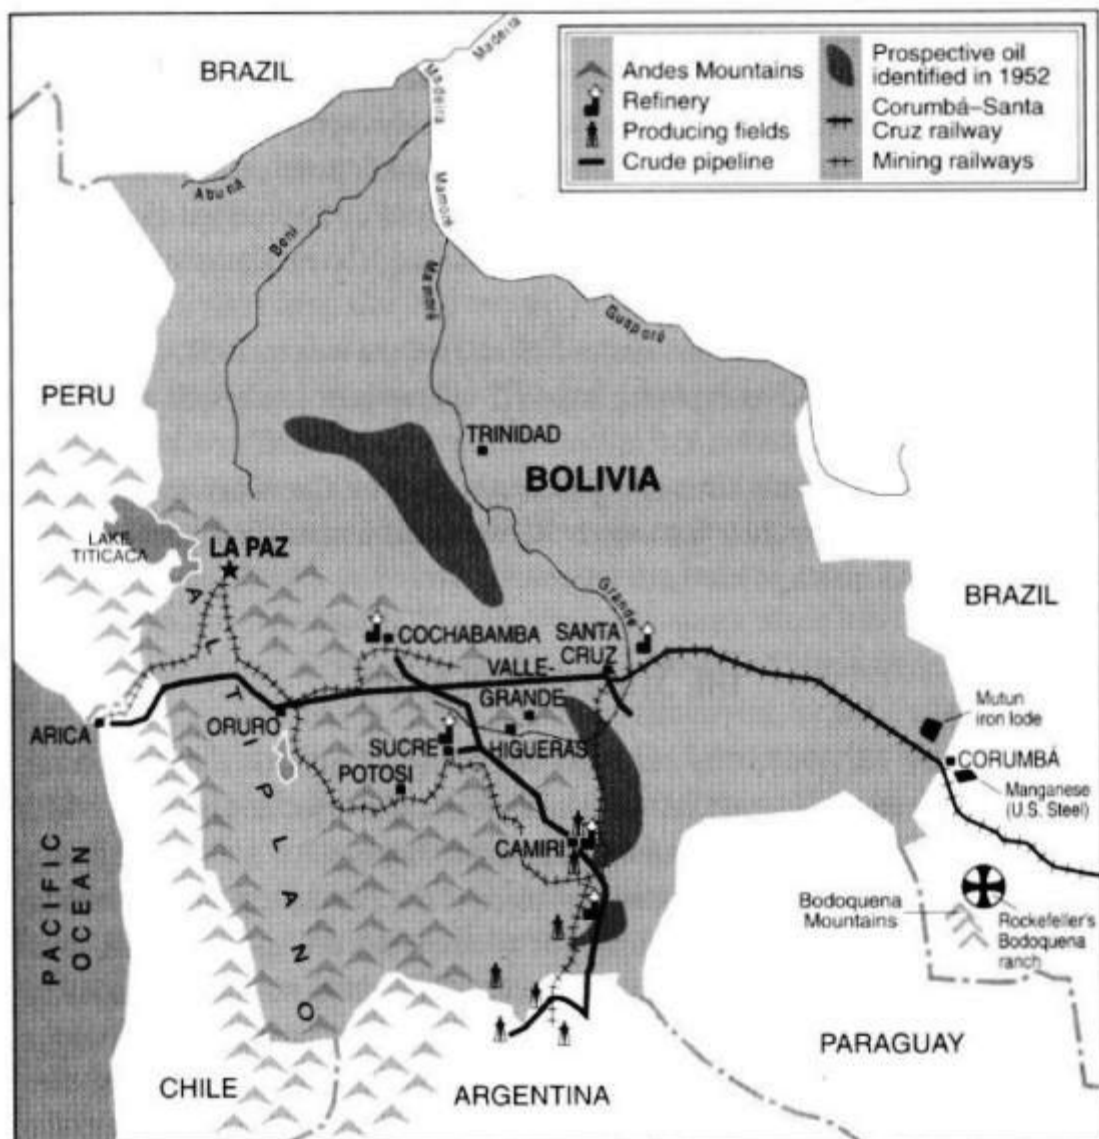 BRAZIL
Madeira
Madeira
Andes Mountains
Refinery
Producing fields
Crude pipeline
Prospective oil
identified in 1952
Corumbá–Santa
Cruz railway
Mining railways
Abuná
Beni
Mamoré
Mamoré
Guaporé
PERU
TRINIDAD
BOLIVIA
LAKE
TITICACA
LA PAZ
BRAZIL
Grande
COCHABAMBA
SANTA
CRUZ
VALLE-
GRANDE
ARICA
ORURO
SUCRE
HIGUERAS
POTOSI
Mutun
iron lode
CORUMBÁ
Manganese
(U.S. Steel)
CAMIRI
ALTIPLANO
PACIFIC
OCEAN
Bodoquena
Mountains
Rockefeller's
Bodoquena
ranch
PARAGUAY
CHILE
ARGENTINA